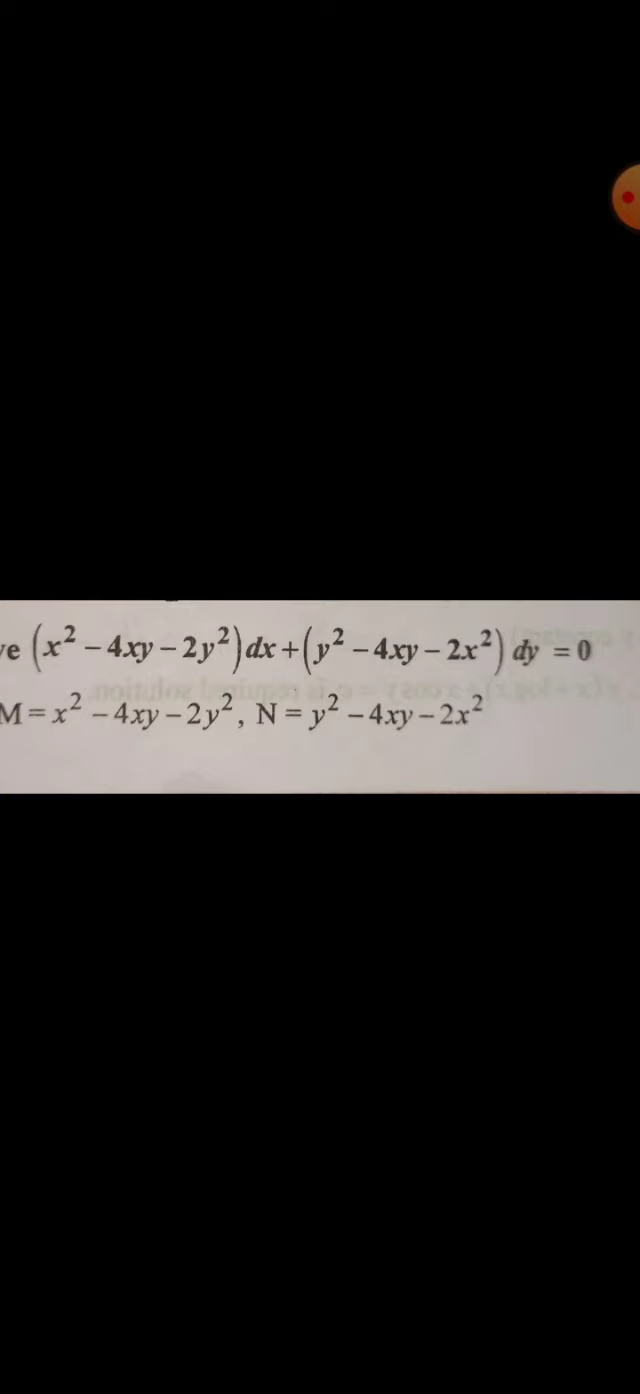 (x² – 4xy – 2y²) dx + (y² – 4xy – 2x²) dy = 0
M = x² – 4xy – 2y², N = y² – 4xy – 2x²